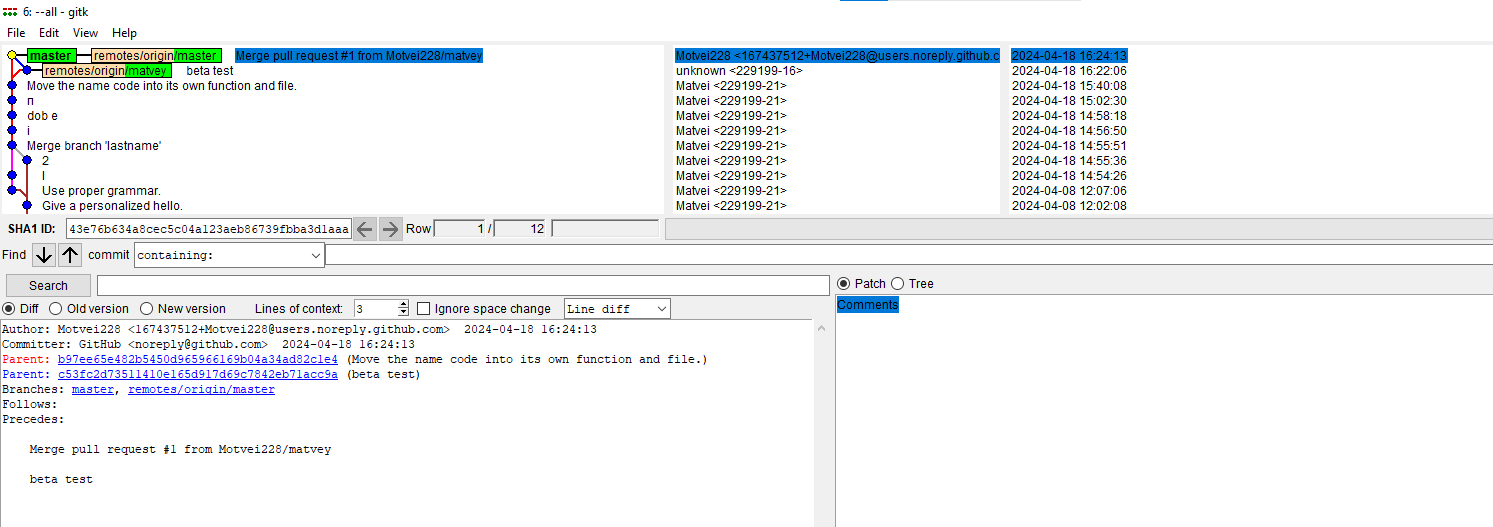 6: --all - gitk
File Edit View Help
master remotes/origin/master Merge pull request #1 from Motvei228/matvey Motvei228 <167437512+Motvei228@users.noreply.github.c 2024-04-18 16:24:13
remotes/origin/matvey beta test unknown <229199-16> 2024-04-18 16:22:06
Move the name code into its own function and file. Matvei <229199-21> 2024-04-18 15:40:08
п Matvei <229199-21> 2024-04-18 15:02:30
dob e Matvei <229199-21> 2024-04-18 14:58:18
i Matvei <229199-21> 2024-04-18 14:56:50
Merge branch 'lastname' Matvei <229199-21> 2024-04-18 14:55:51
2 Matvei <229199-21> 2024-04-18 14:55:36
l Matvei <229199-21> 2024-04-18 14:54:26
Use proper grammar. Matvei <229199-21> 2024-04-08 12:07:06
Give a personalized hello. Matvei <229199-21> 2024-04-08 12:02:08
SHA1 ID: 43e76b634a8cec5c04a123aeb86739fbba3d1aaa Row 1 / 12
Find commit containing:
Search Patch Tree
Diff Old version New version Lines of context: 3 Ignore space change Line diff Comments
Author: Motvei228 <167437512+Motvei228@users.noreply.github.com> 2024-04-18 16:24:13
Committer: GitHub <noreply@github.com> 2024-04-18 16:24:13
Parent: b97ee65e482b5450d965966169b04a34ad82c1e4 (Move the name code into its own function and file.)
Parent: c53fc2d73511410e165d917d69c7842eb71acc9a (beta test)
Branches: master, remotes/origin/master
Follows:
Precedes:
Merge pull request #1 from Motvei228/matvey
beta test